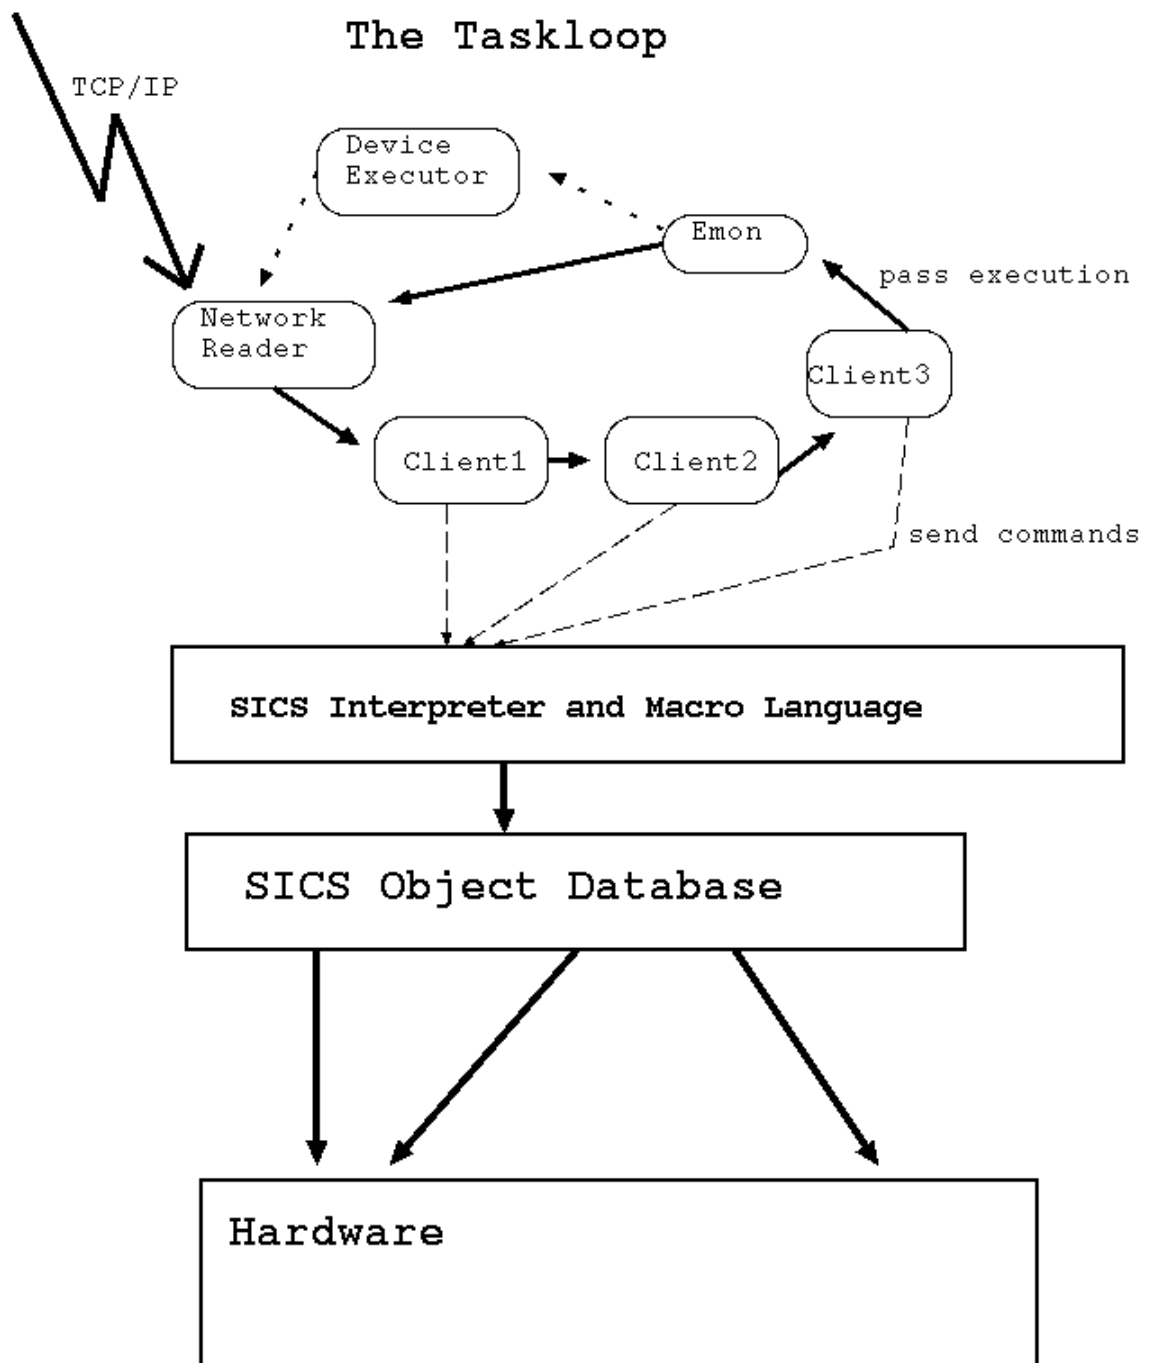 The Taskloop
TCP/IP
Device
Executor
Emon
pass execution
Network
Reader
Client3
Client1
Client2
send commands
SICS Interpreter and Macro Language
SICS Object Database
Hardware